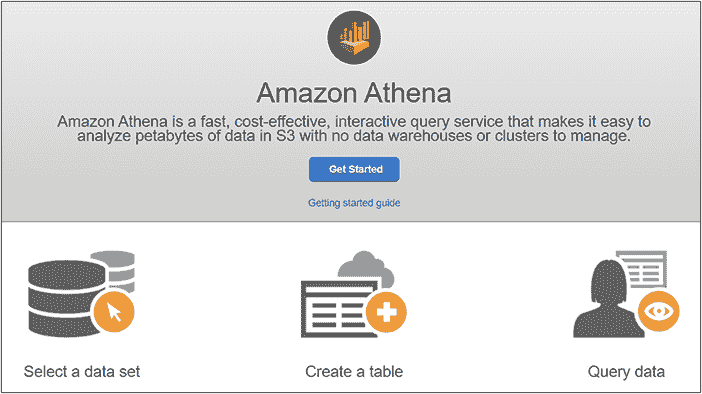 Amazon Athena
Amazon Athena is a fast, cost-effective, interactive query service that makes it easy to
analyze petabytes of data in S3 with no data warehouses or clusters to manage.
Get Started
Getting started guide
Select a data set
Create a table
Query data